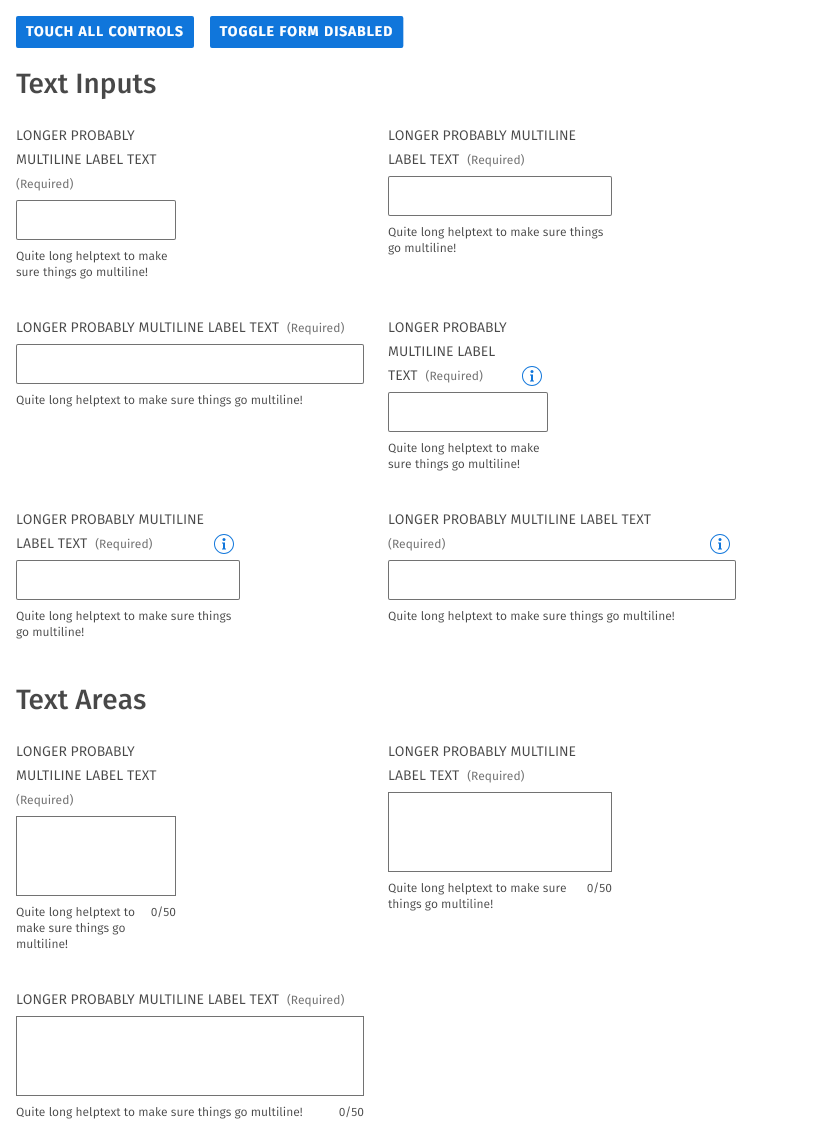 TOUCH ALL CONTROLS
TOGGLE FORM DISABLED
Text Inputs
LONGER PROBABLY
MULTILINE LABEL TEXT
(Required)
Quite long helptext to make
sure things go multiline!
LONGER PROBABLY MULTILINE
LABEL TEXT (Required)
Quite long helptext to make sure things
go multiline!
LONGER PROBABLY MULTILINE LABEL TEXT (Required)
Quite long helptext to make sure things go multiline!
LONGER PROBABLY
MULTILINE LABEL
TEXT (Required)
Quite long helptext to make
sure things go multiline!
LONGER PROBABLY MULTILINE
LABEL TEXT (Required)
Quite long helptext to make sure things
go multiline!
LONGER PROBABLY MULTILINE LABEL TEXT
(Required)
Quite long helptext to make sure things go multiline!
Text Areas
LONGER PROBABLY
MULTILINE LABEL TEXT
(Required)
Quite long helptext to 0/50
make sure things go
multiline!
LONGER PROBABLY MULTILINE
LABEL TEXT (Required)
Quite long helptext to make sure 0/50
things go multiline!
LONGER PROBABLY MULTILINE LABEL TEXT (Required)
Quite long helptext to make sure things go multiline! 0/50